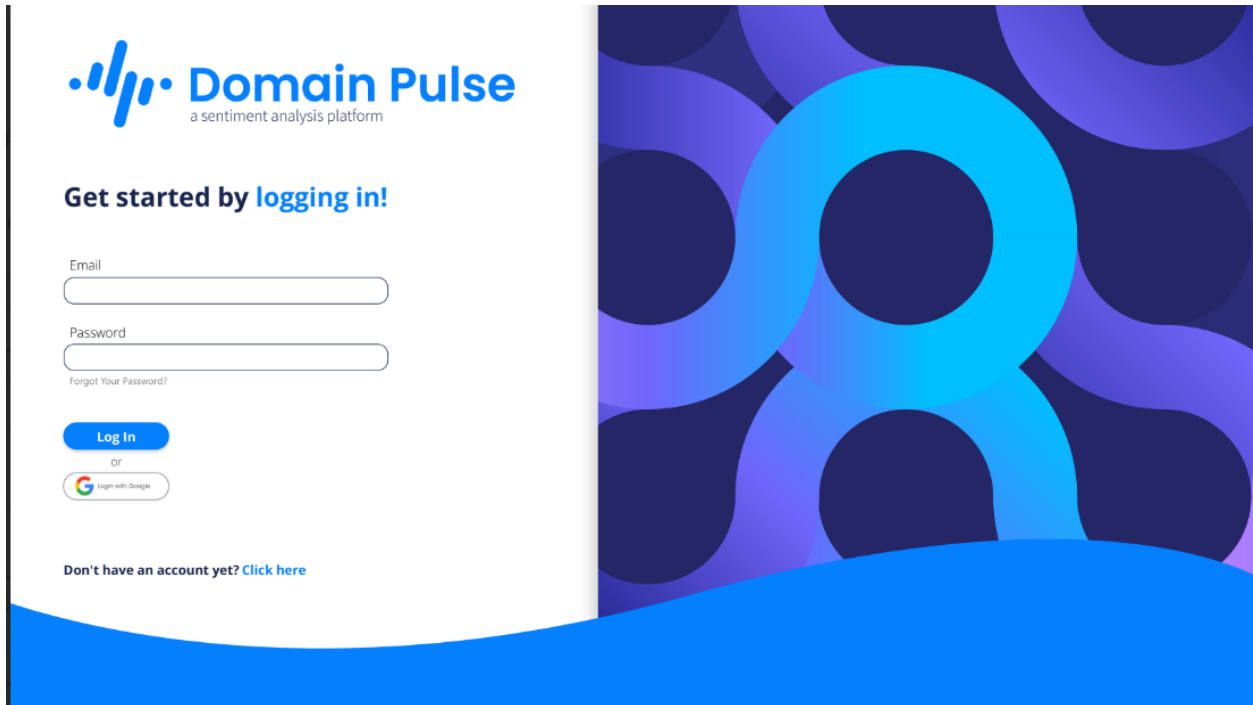 Domain Pulse
a sentiment analysis platform
Get started by logging in!
Email
Password
Forgot Your Password?
Log In
or
Login with Google
Don't have an account yet? Click here